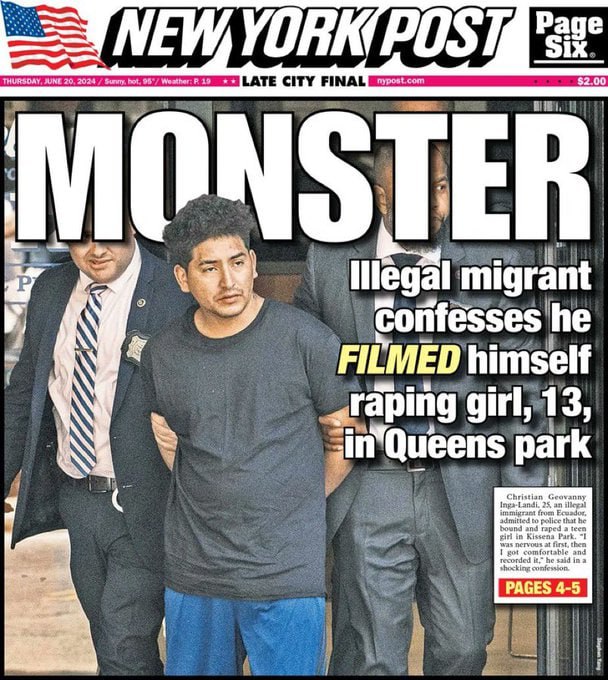 NEW YORK POST
Page
Six®
THURSDAY, JUNE 20, 2024 / Sunny, hot, 95° / Weather: P. 19
★★ LATE CITY FINAL
nypost.com
$2.00
MONSTER
Illegal migrant
confesses he
FILMED himself
raping girl, 13,
in Queens park
Christian Geovanny
Inga-Landi, 25, an illegal
immigrant from Ecuador,
admitted to police that he
bound and raped a teen
girl in Kissena Park. "I
was nervous at first, then
I got comfortable and
recorded it," he said in a
shocking confession.
PAGES 4-5
Stephen Yang